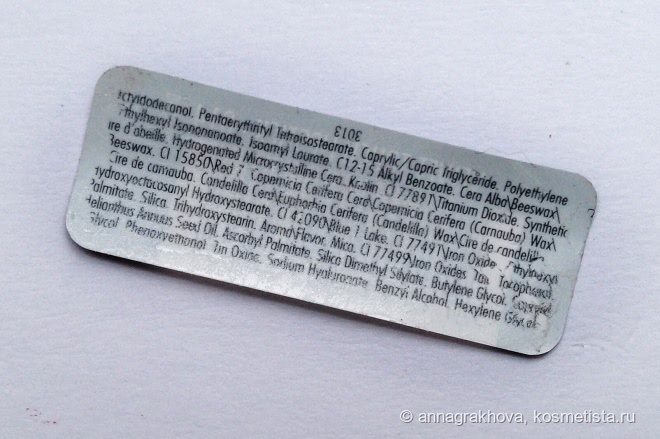 3013
Octyldodecanol. Pentaerythrityl Tetraisostearate. Caprylic/Capric Triglyceride. Polyethylene
Ethylhexyl Isononanoate. Isoamyl Laurate. C12-15 Alkyl Benzoate. Cera Alba\Beeswax\
ire d'abeille. Hydrogenated Microcrystalline Cera. Kaolin. CI 77891\Titanium Dioxide. Synthetic
Beeswax. CI 15850\Red 7. Copernicia Cerifera Cera\Copernicia Cerifera (Carnauba) Wax\
Cire de carnauba. Candelilla Cera\Euphorbia Cerifera (Candelilla) Wax\Cire de candelilla
ydroxyoctacosanyl Hydroxystearate. CI 42090\Blue 1 Lake. CI 77491\Iron Oxide.
Palmitate. Silica. Trihydroxystearin. Aroma\Flavor. Mica. CI 77499\Iron Oxides. Tocopherol.
Helianthus Annuus Seed Oil. Ascorbyl Palmitate. Silica Dimethyl Silylate. Butylene Glycol.
Glycol. Phenoxyethanol. Tin Oxide. Sodium Hyaluronate. Benzyl Alcohol. Hexylene Glycol.
© annagrakhova, kosmetista.ru